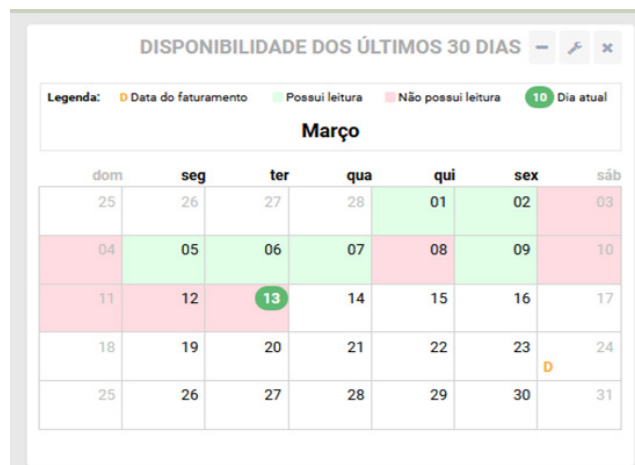 DISPONIBILIDADE DOS ÚLTIMOS 30 DIAS
Legenda: D Data do faturamento Possui leitura Não possui leitura 10 Dia atual
Março
dom seg ter qua qui sex sáb
25 26 27 28 01 02 03
04 05 06 07 08 09 10
11 12 13 14 15 16 17
18 19 20 21 22 23 24
D
25 26 27 28 29 30 31